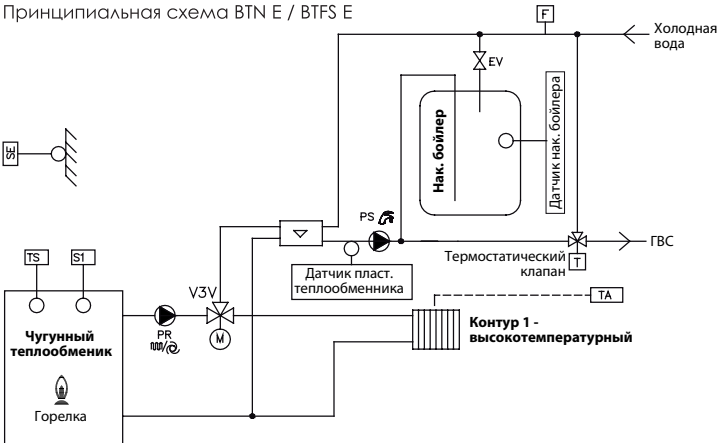 Принципиальная схема BTN E / BTFS E
F
Холодная
вода
EV
Нак. бойлер
Датчик нак. бойлера
SE
PS
ГВС
Термостатический
клапан
T
Датчик пласт.
теплообменника
TS
S1
V3V
TA
M
PR
Чугунный
теплообменик
Контур 1 -
высокотемпературный
Горелка